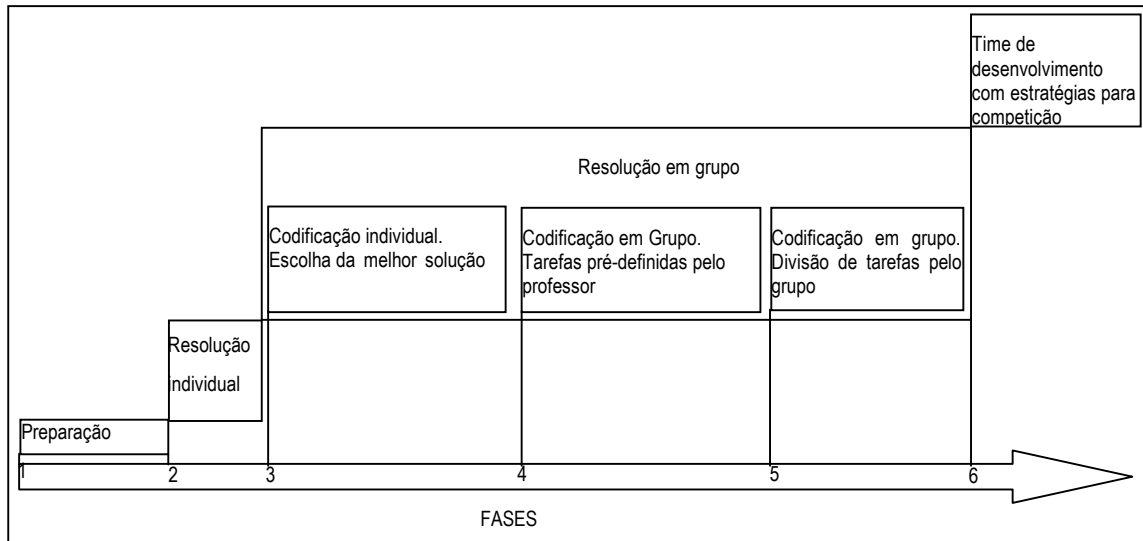 Time de
desenvolvimento
com estratégias para
competição
Resolução em grupo
Codificação individual.
Escolha da melhor solução
Codificação em Grupo.
Tarefas pré-definidas pelo
professor
Codificação em grupo.
Divisão de tarefas pelo
grupo
Resolução
individual
Preparação
1 2 3 4 5 6
FASES